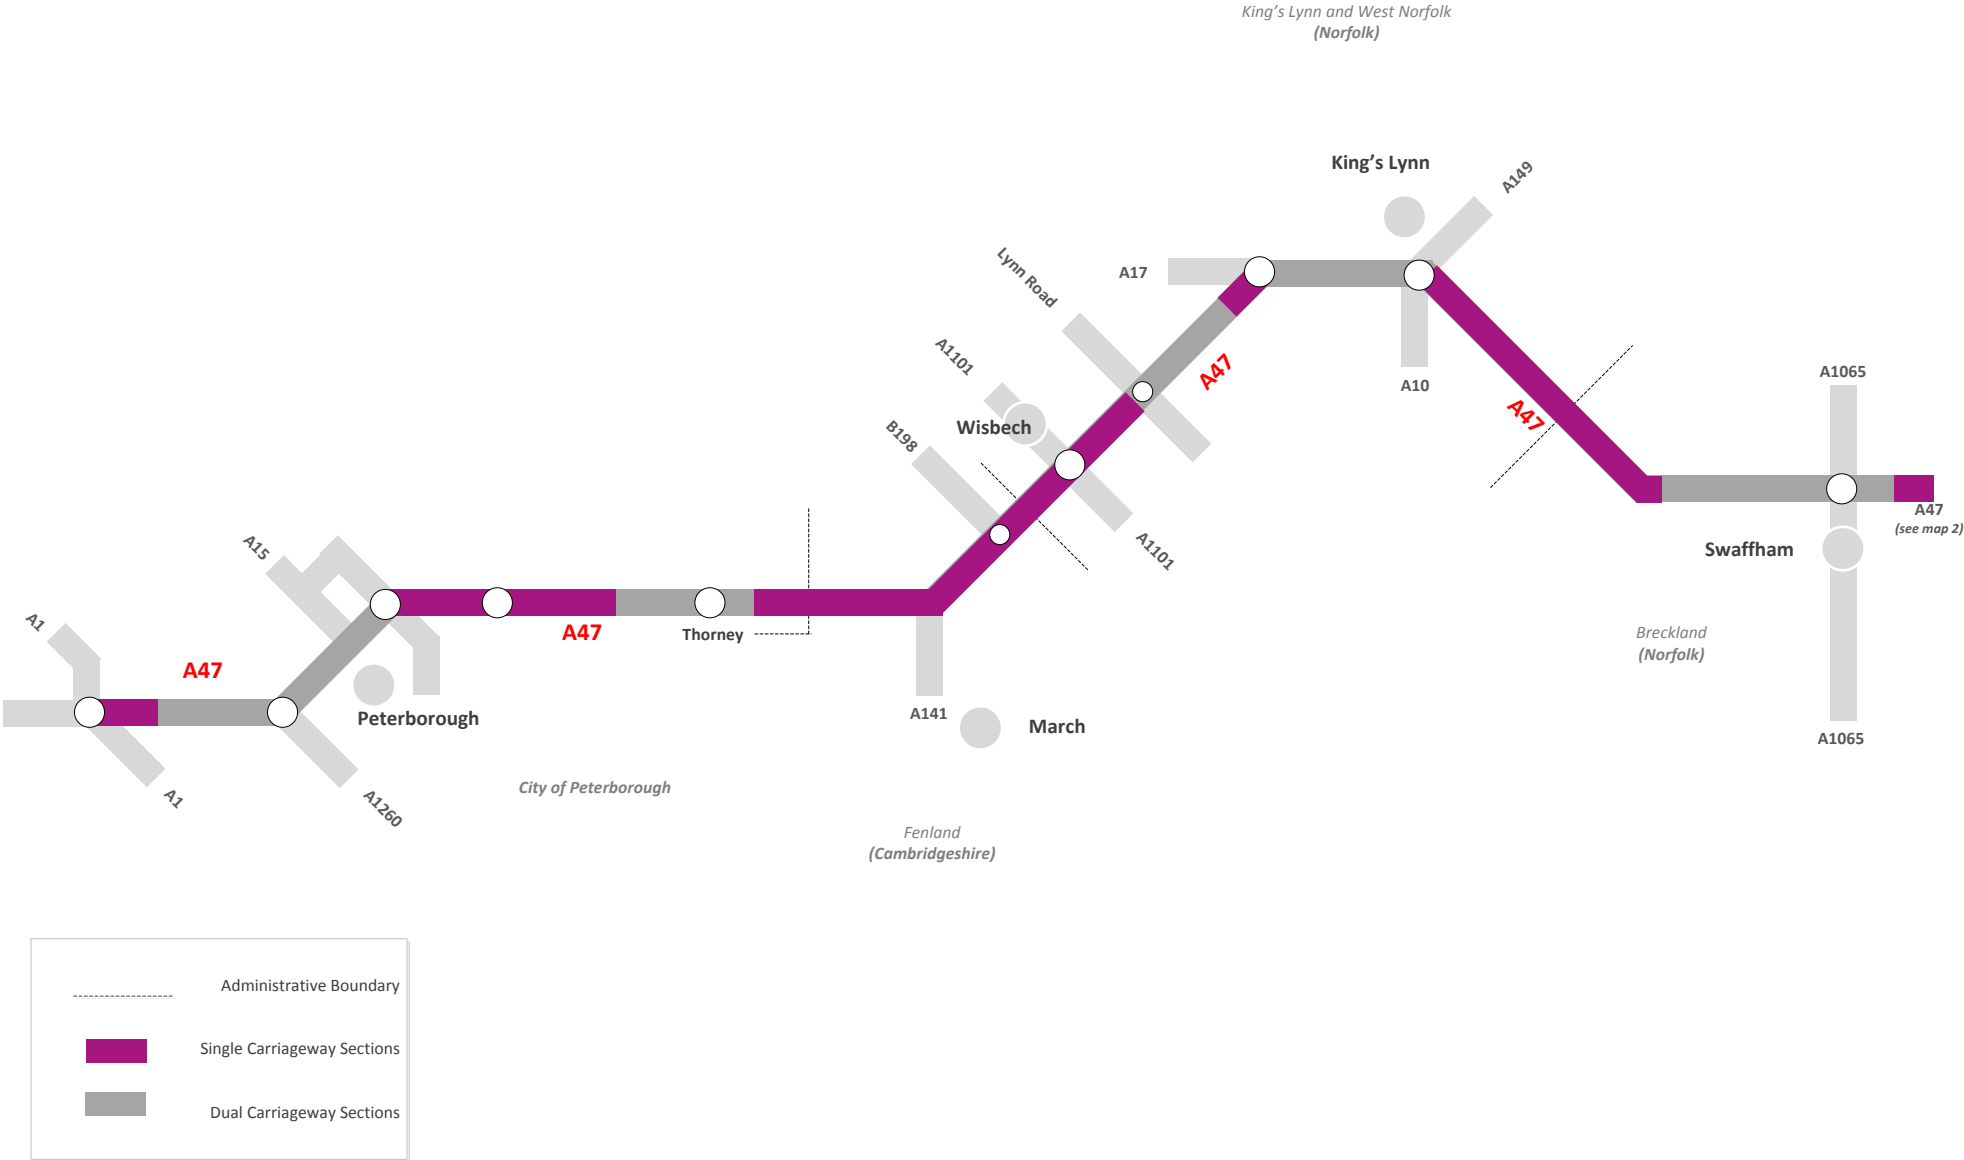 King's Lynn and West Norfolk
(Norfolk)
King's Lynn
A149
Lynn Road
A17
A1101
A47
A10
A1065
A47
B198
Wisbech
A47
(see map 2)
Swaffham
A15
A1101
A1
A47
Thorney
Breckland
(Norfolk)
A47
Peterborough
A141
March
A1065
A1
A1260
City of Peterborough
Fenland
(Cambridgeshire)
Administrative Boundary
Single Carriageway Sections
Dual Carriageway Sections